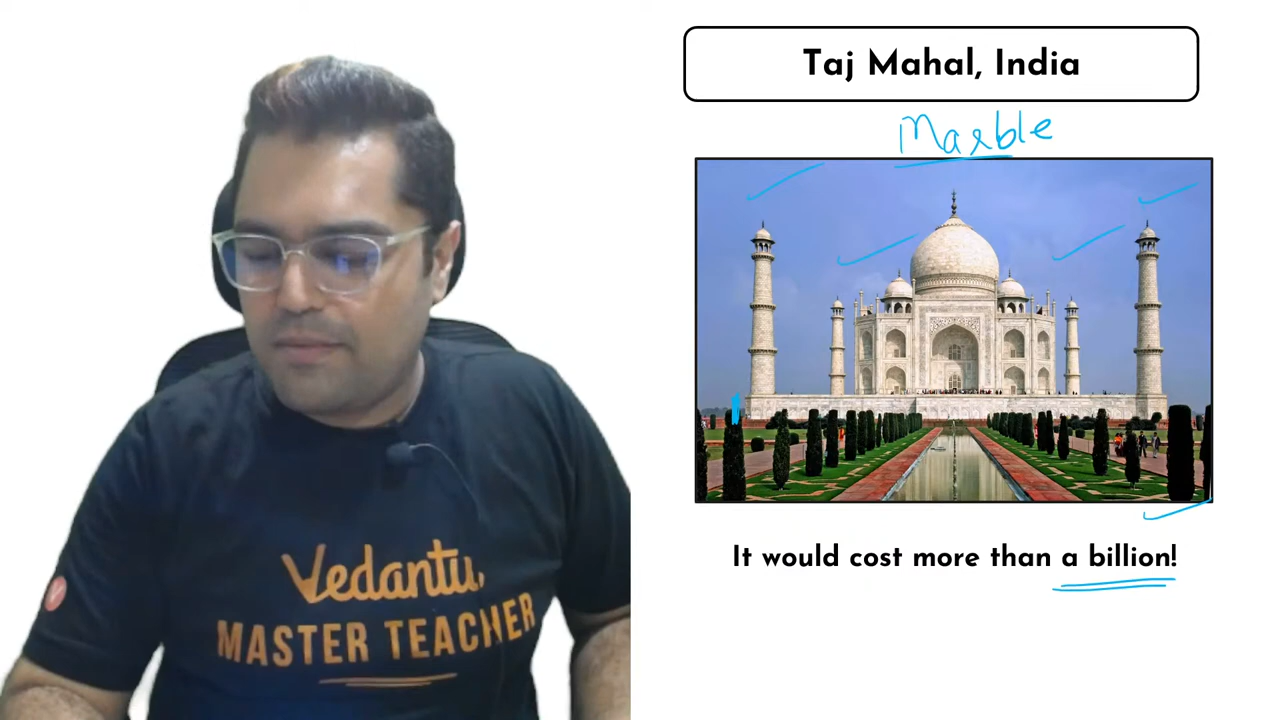 Taj Mahal, India
Marble
It would cost more than a billion!
Vedantu
MASTER TEACHER